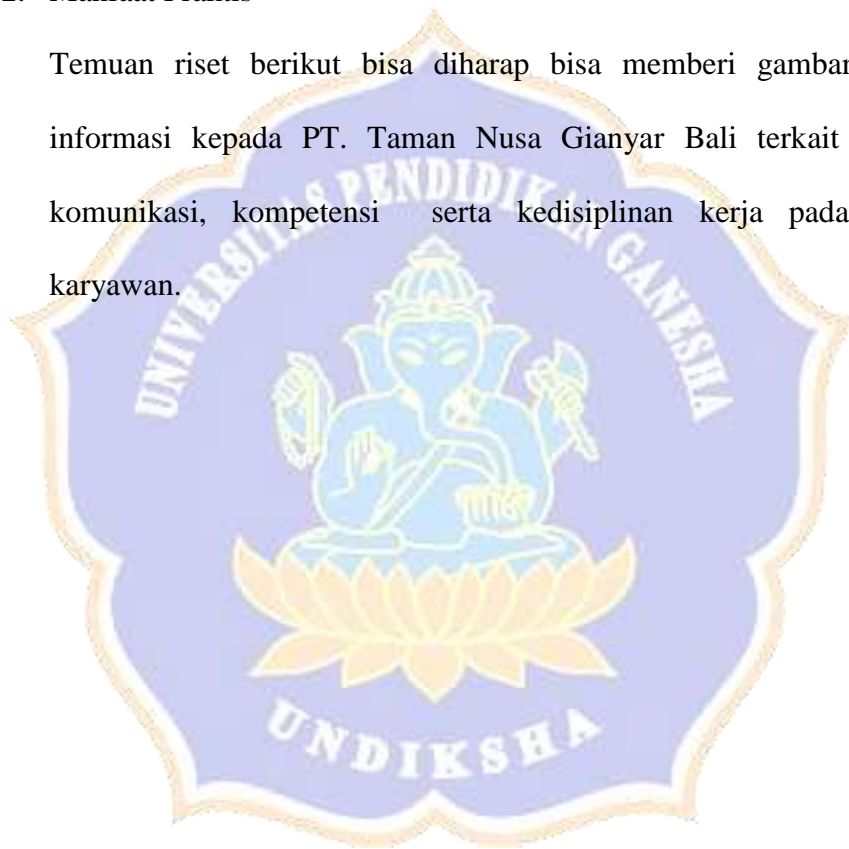 Temuan riset berikut bisa diharap bisa memberi gambar
informasi kepada PT. Taman Nusa Gianyar Bali terkait
komunikasi, kompetensi serta kedisiplinan kerja pada
karyawan.
UNIVERSITAS PENDIDIKAN GANESHA
UNDIKSHA